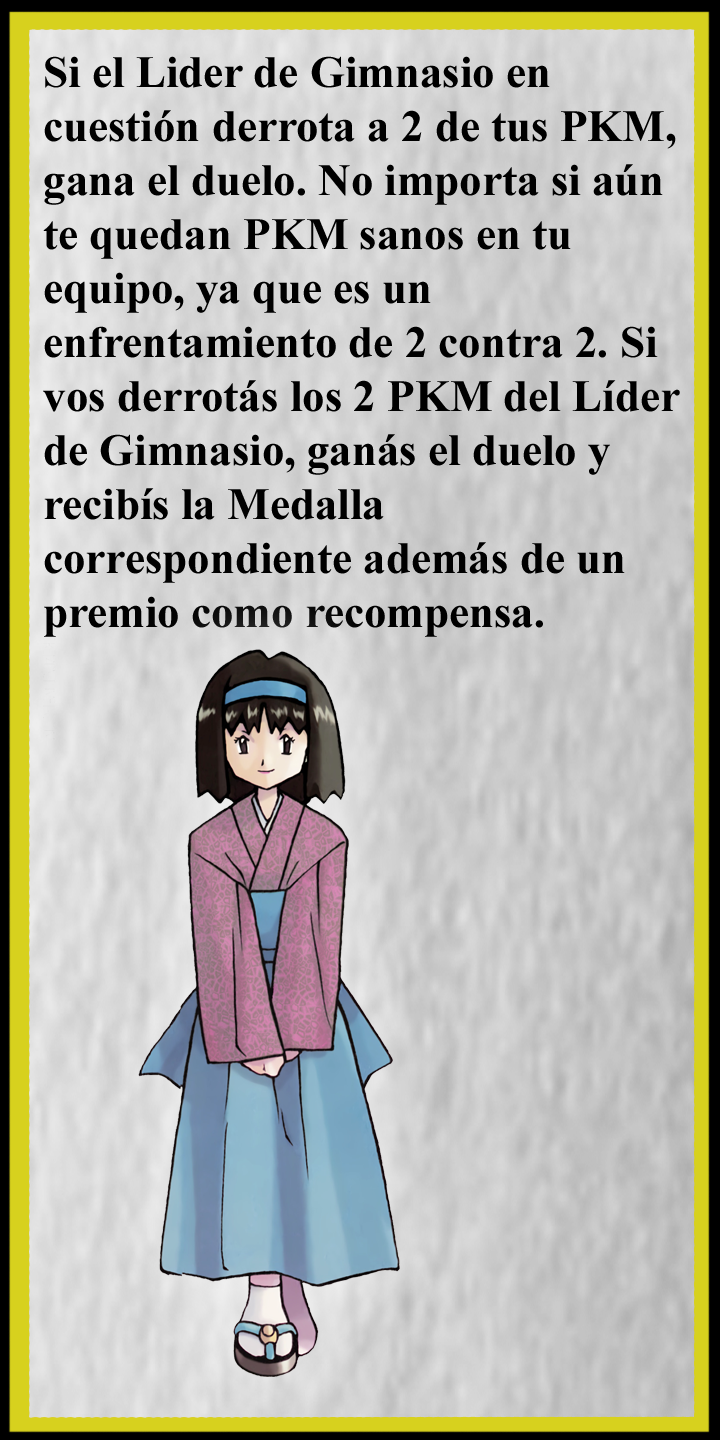 Si el Lider de Gimnasio en
cuestión derrota a 2 de tus PKM,
gana el duelo. No importa si aún
te quedan PKM sanos en tu
equipo, ya que es un
enfrentamiento de 2 contra 2. Si
vos derrotás los 2 PKM del Líder
de Gimnasio, ganás el duelo y
recibís la Medalla
correspondiente además de un
premio como recompensa.